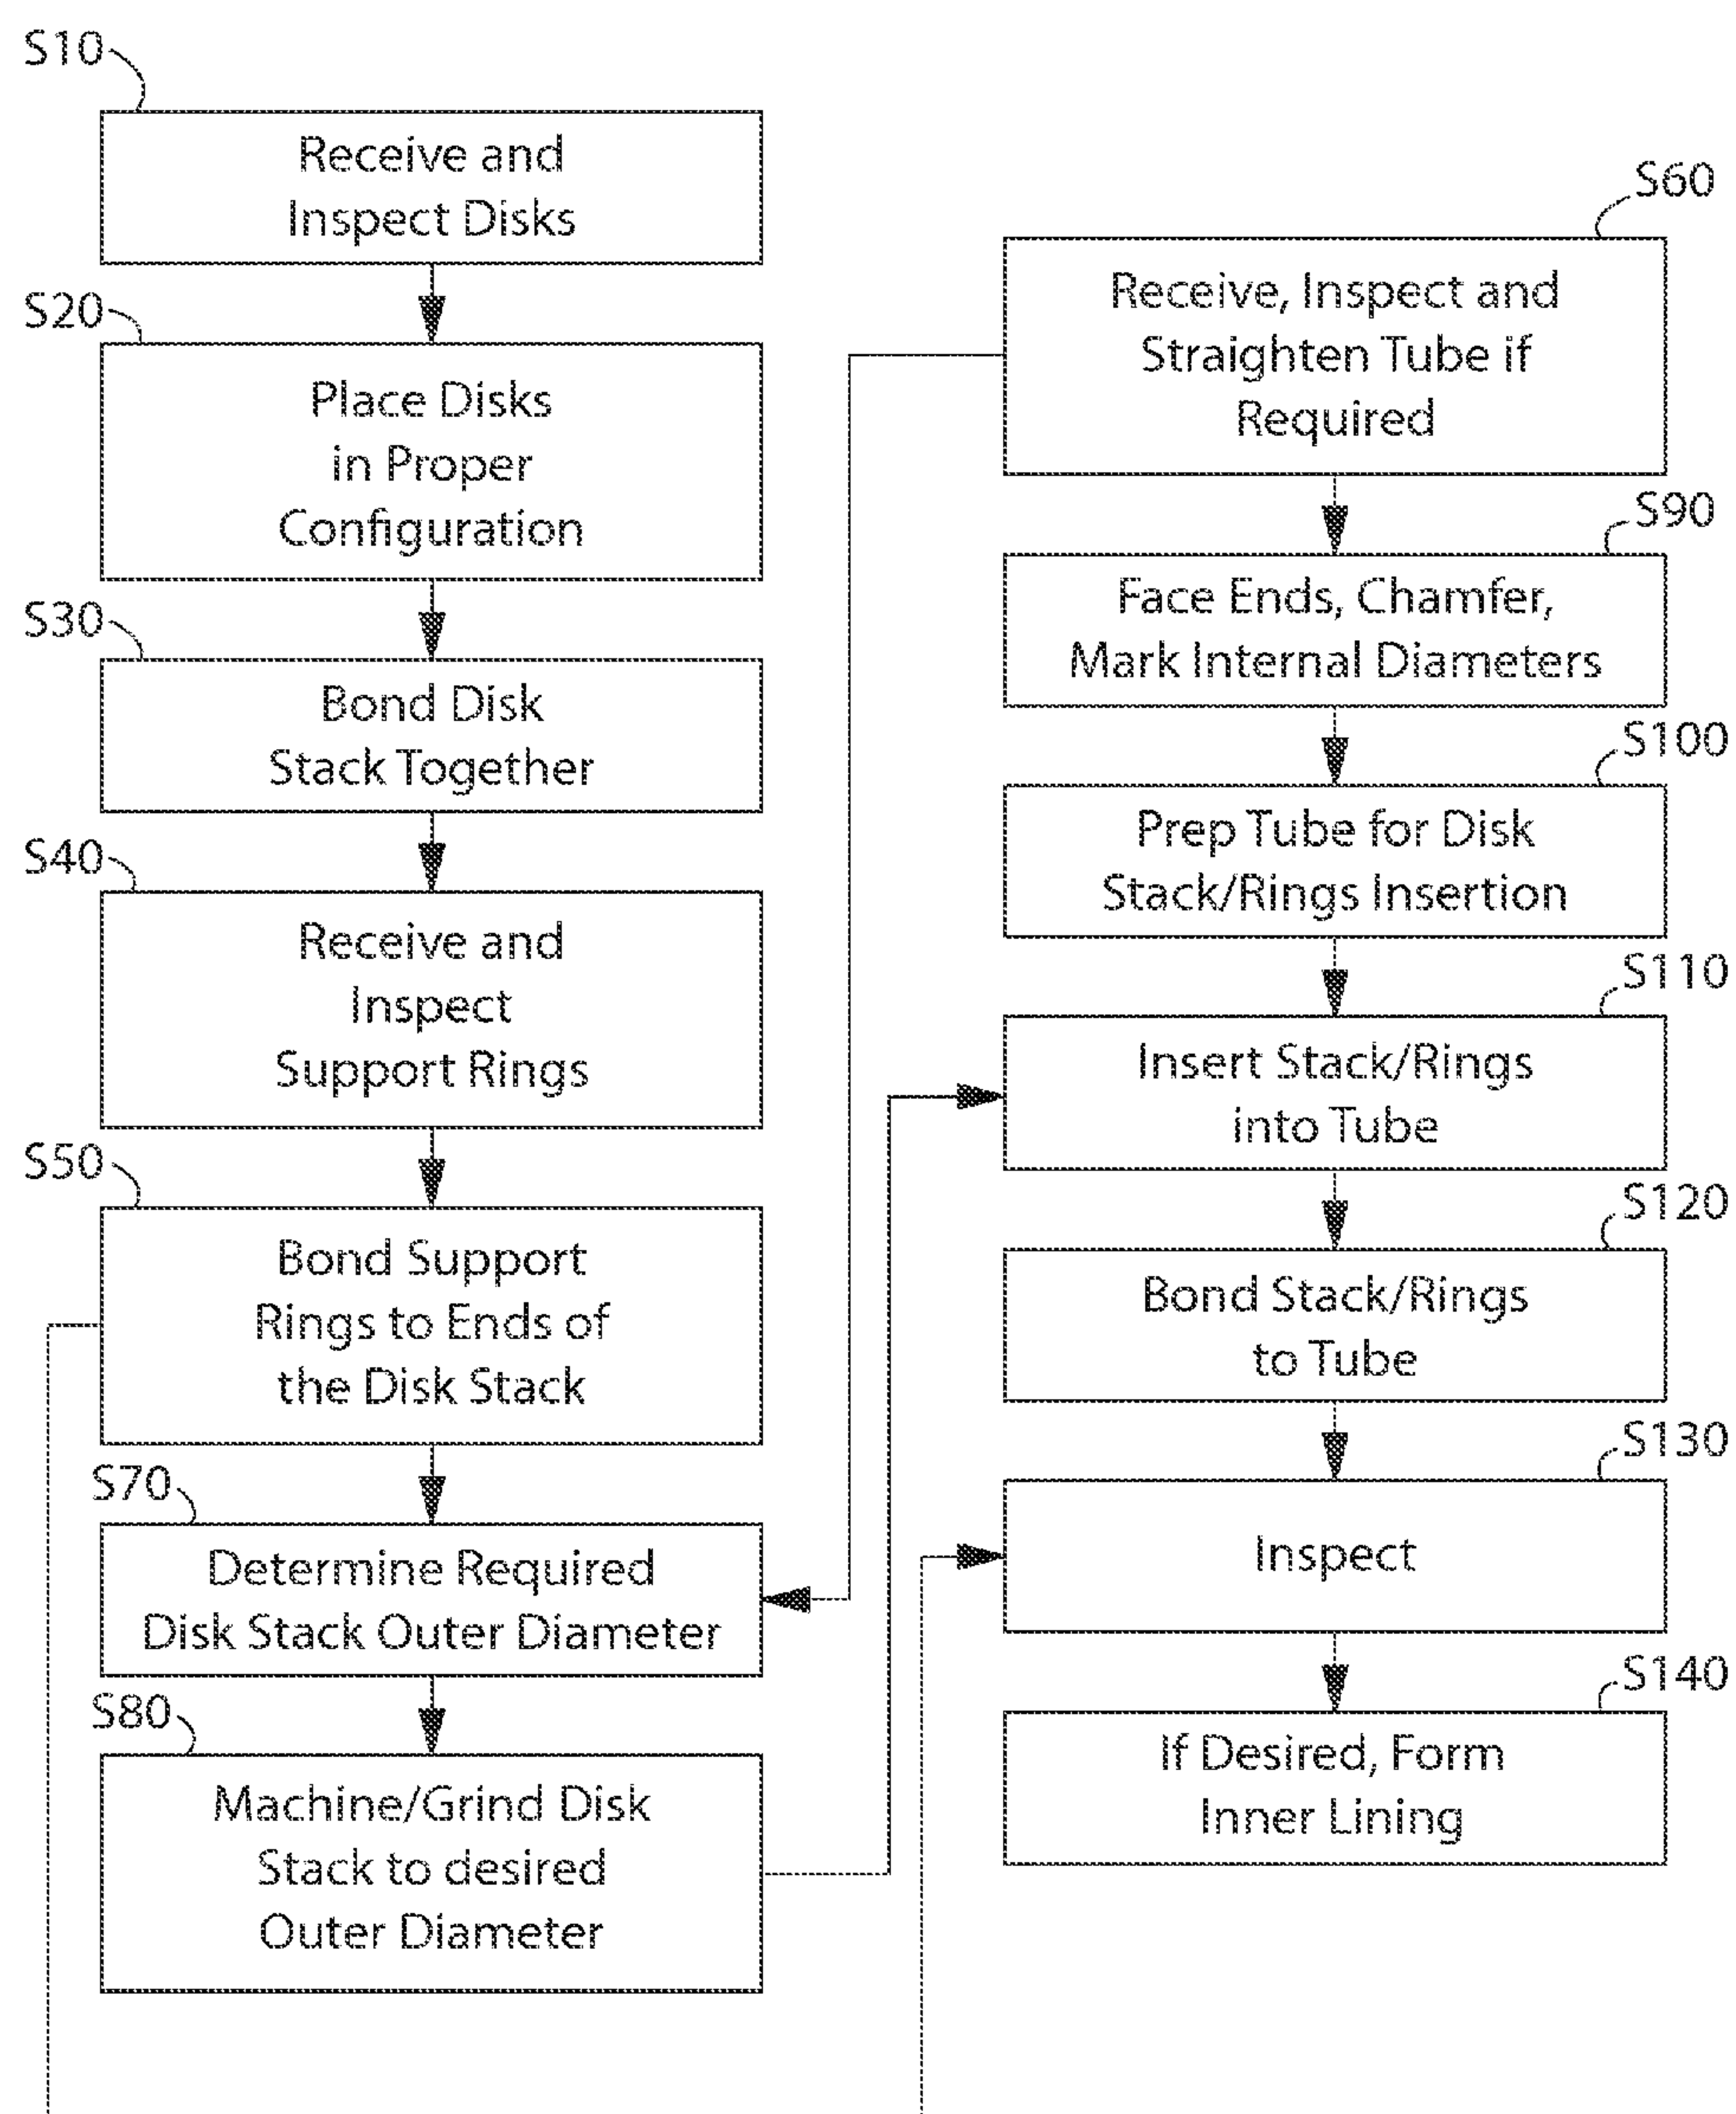 S10
Receive and
Inspect Disks
S20
Place Disks
in Proper
Configuration
S30
Bond Disk
Stack Together
S40
Receive and
Inspect
Support Rings
S50
Bond Support
Rings to Ends of
the Disk Stack
S70
Determine Required
Disk Stack Outer Diameter
S80
Machine/Grind Disk
Stack to desired
Outer Diameter
S60
Receive, Inspect and
Straighten Tube if
Required
S90
Face Ends, Chamfer,
Mark Internal Diameters
S100
Prep Tube for Disk
Stack/Rings Insertion
S110
Insert Stack/Rings
into Tube
S120
Bond Stack/Rings
to Tube
S130
Inspect
S140
If Desired, Form
Inner Lining